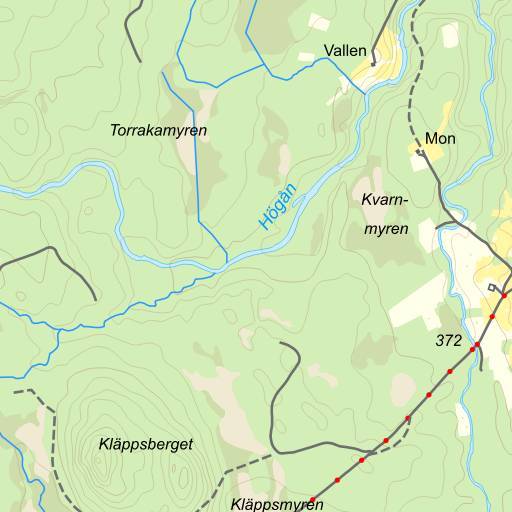 Vallen
Torrakamyren
Mon
Högån
Kvarn-
myren
372
Kläppsberget
Kläppsmyren